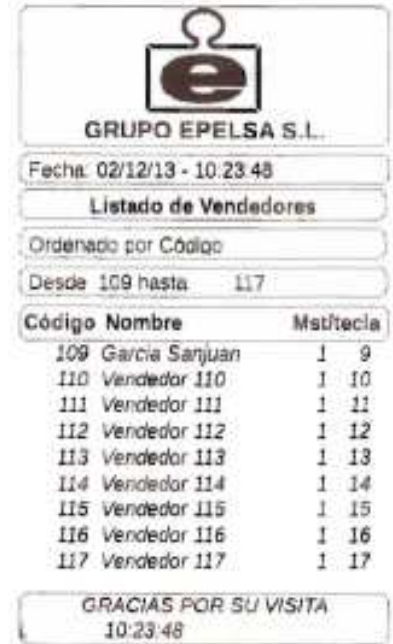 e
GRUPO EPELSA S.L.
Fecha: 02/12/13 - 10:23:48
Listado de Vendedores
Ordenado por Código
Desde 109 hasta 117
Código Nombre Mst/tecla
109 Garcia Sanjuan 1 9
110 Vendedor 110 1 10
111 Vendedor 111 1 11
112 Vendedor 112 1 12
113 Vendedor 113 1 13
114 Vendedor 114 1 14
115 Vendedor 115 1 15
116 Vendedor 116 1 16
117 Vendedor 117 1 17
GRACIAS POR SU VISITA
10:23:48